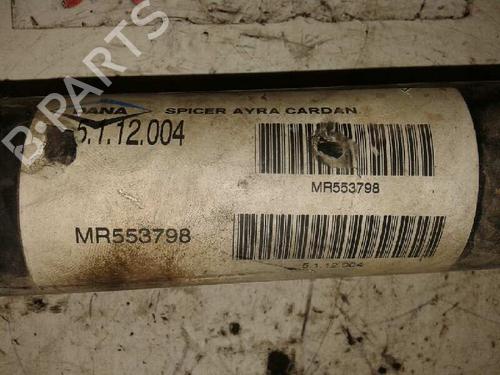 B-PARTS
DANA
SPICER AYRA CARDAN
5.1.12.004
MR553798
MR553798
5.1.12.004